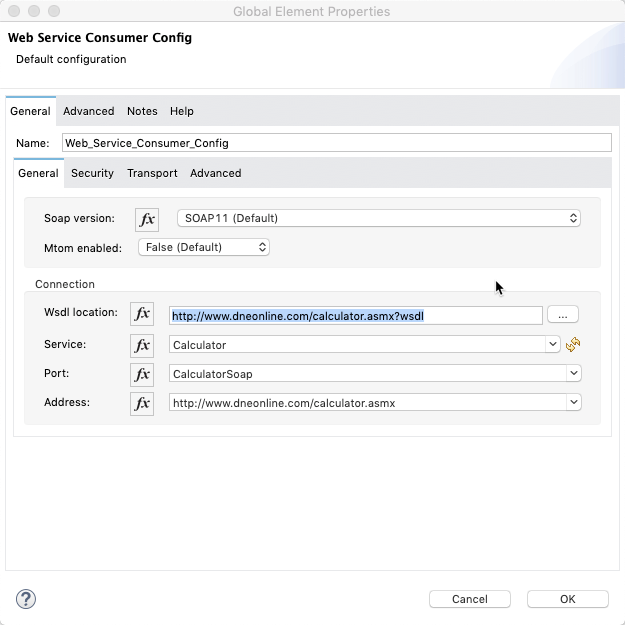 Global Element Properties
Web Service Consumer Config
Default configuration
General Advanced Notes Help
Name: Web_Service_Consumer_Config
General Security Transport Advanced
Soap version: fx SOAP11 (Default)
Mtom enabled: False (Default)
Connection
Wsdl location: fx http://www.dneonline.com/calculator.asmx?wsdl ...
Service: fx Calculator
Port: fx CalculatorSoap
Address: fx http://www.dneonline.com/calculator.asmx
? Cancel OK